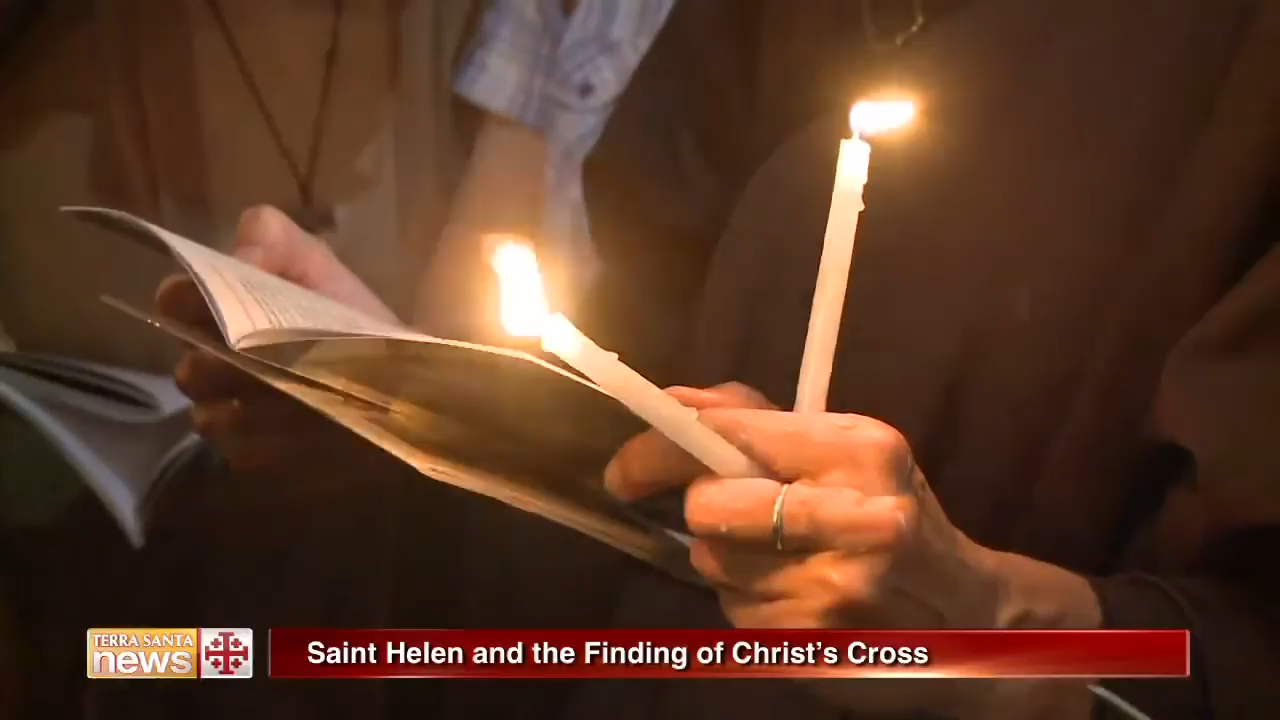 TERRA SANTA
news
Saint Helen and the Finding of Christ's Cross